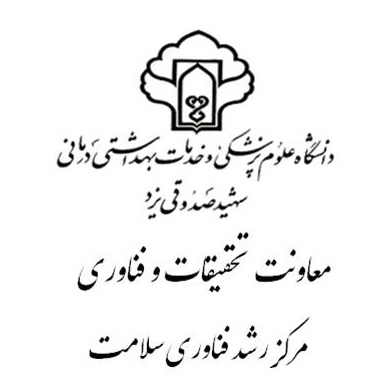 دانشگاه علوم پزشکی و خدمات بهداشتی درمانی
شهید صدوقی یزد
معاونت تحقیقات و فناوری
مرکز رشد فناوری سلامت